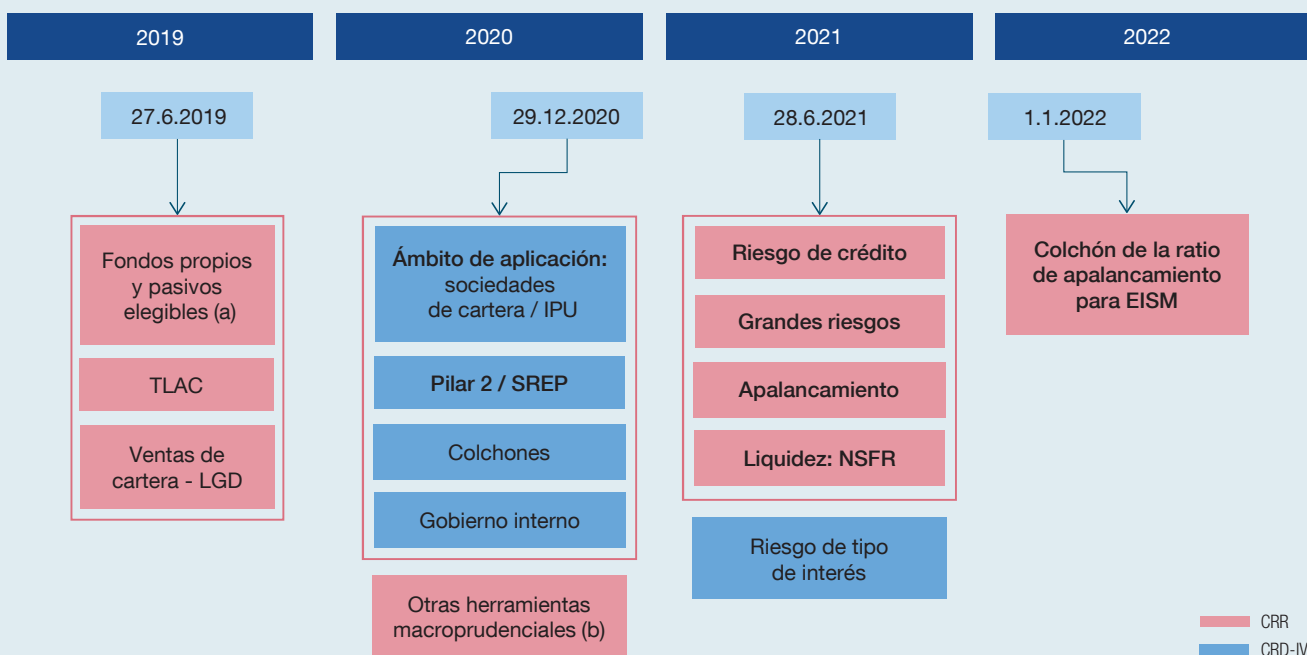 2019
2020
2021
2022
27.6.2019
29.12.2020
28.6.2021
1.1.2022
Fondos propios
y pasivos
elegibles (a)
TLAC
Ventas de
cartera - LGD
Ámbito de aplicación:
sociedades
de cartera / IPU
Pilar 2 / SREP
Colchones
Gobierno interno
Otras herramientas
macroprudenciales (b)
Riesgo de crédito
Grandes riesgos
Apalancamiento
Liquidez: NSFR
Riesgo de tipo
de interés
Colchón de la ratio
de apalancamiento
para EISM
CRR
CRD-IV